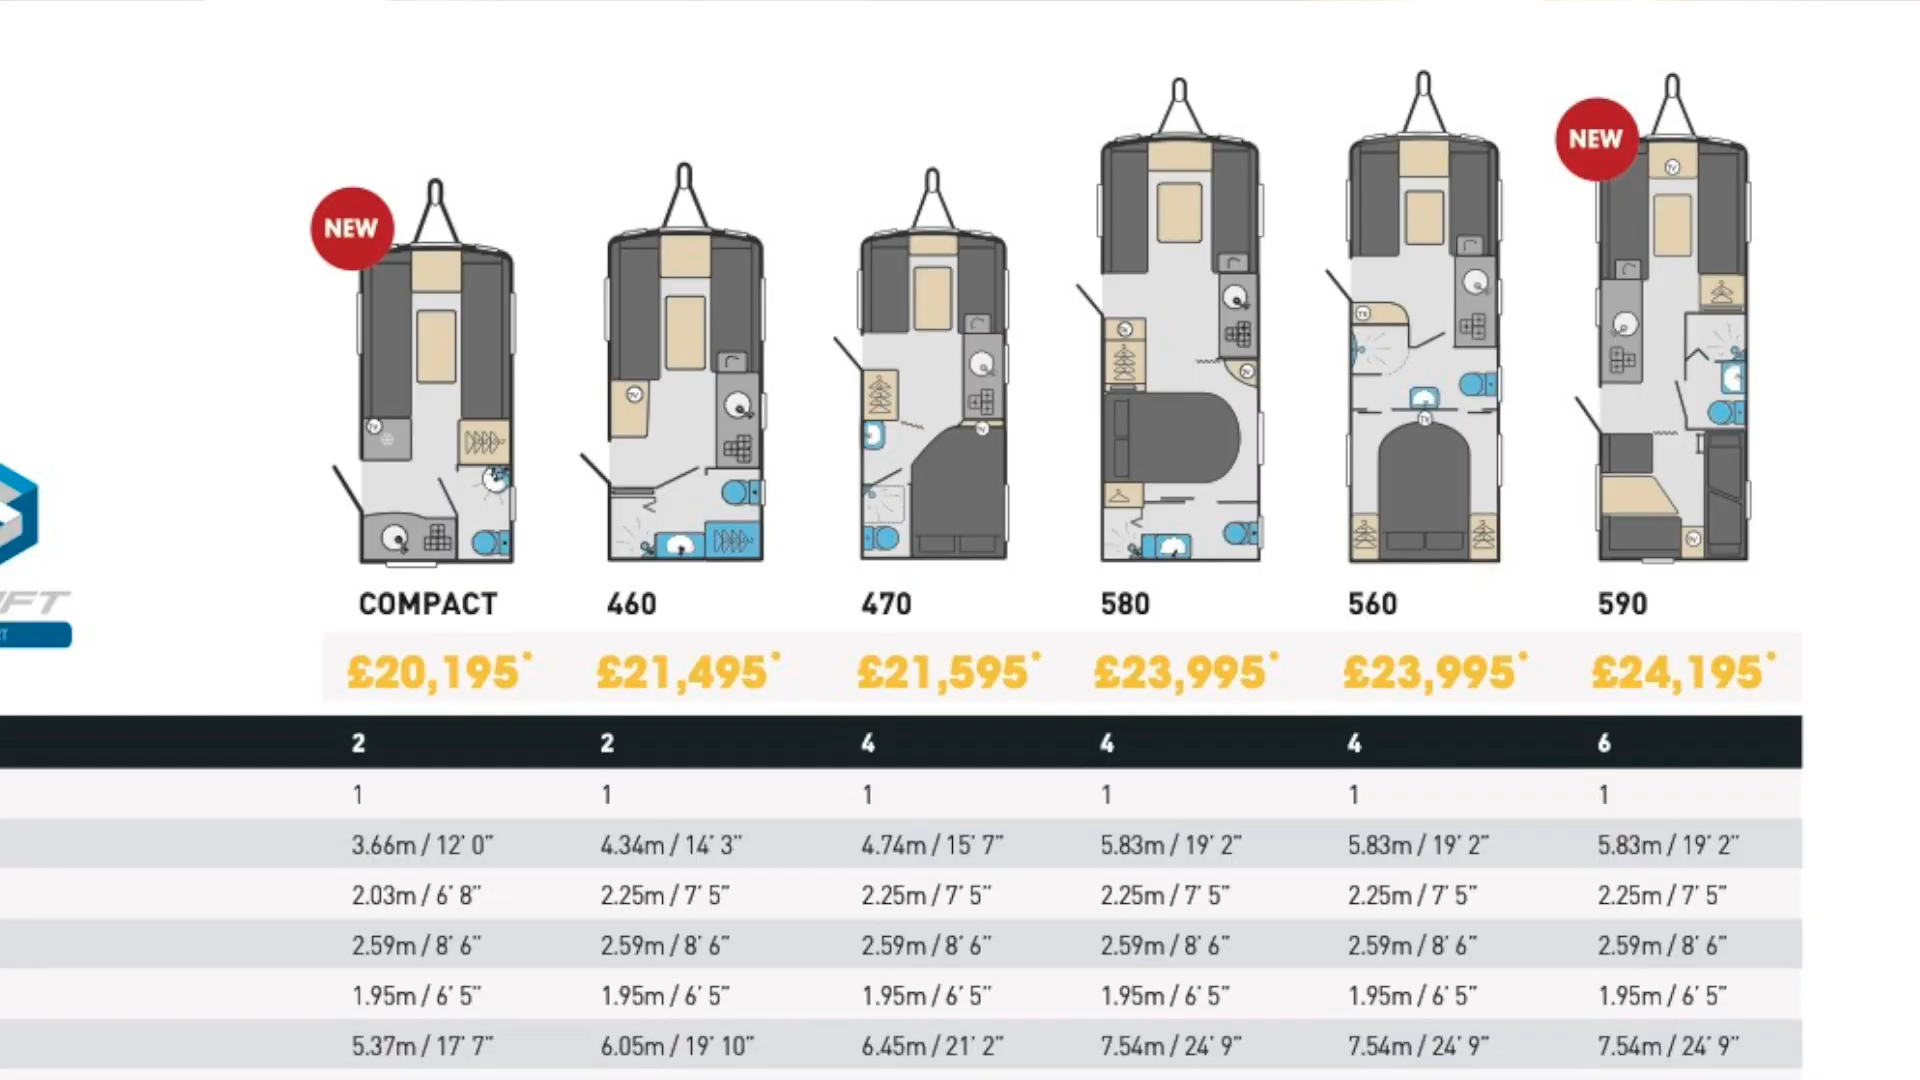 NEW
NEW
COMPACT 460 470 580 560 590
£20,195* £21,495* £21,595* £23,995* £23,995* £24,195*
2 2 4 4 4 6
1 1 1 1 1 1
3.66m / 12' 0" 4.34m / 14' 3" 4.74m / 15' 7" 5.83m / 19' 2" 5.83m / 19' 2" 5.83m / 19' 2"
2.03m / 6' 8" 2.25m / 7' 5" 2.25m / 7' 5" 2.25m / 7' 5" 2.25m / 7' 5" 2.25m / 7' 5"
2.59m / 8' 6" 2.59m / 8' 6" 2.59m / 8' 6" 2.59m / 8' 6" 2.59m / 8' 6" 2.59m / 8' 6"
1.95m / 6' 5" 1.95m / 6' 5" 1.95m / 6' 5" 1.95m / 6' 5" 1.95m / 6' 5" 1.95m / 6' 5"
5.37m / 17' 7" 6.05m / 19' 10" 6.45m / 21' 2" 7.54m / 24' 9" 7.54m / 24' 9" 7.54m / 24' 9"